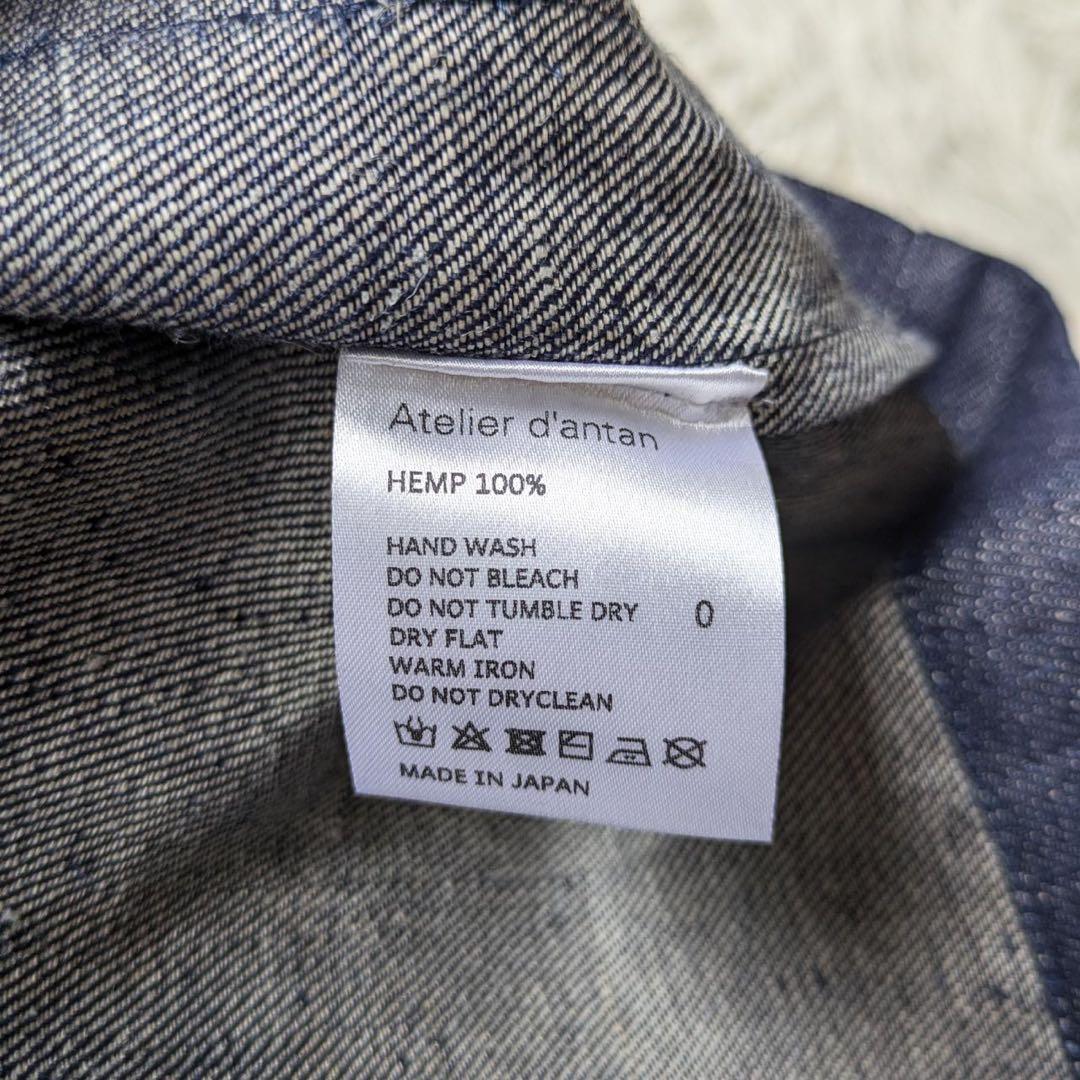 Atelier d'antan
HEMP 100%
HAND WASH
DO NOT BLEACH
DO NOT TUMBLE DRY 0
DRY FLAT
WARM IRON
DO NOT DRYCLEAN
MADE IN JAPAN